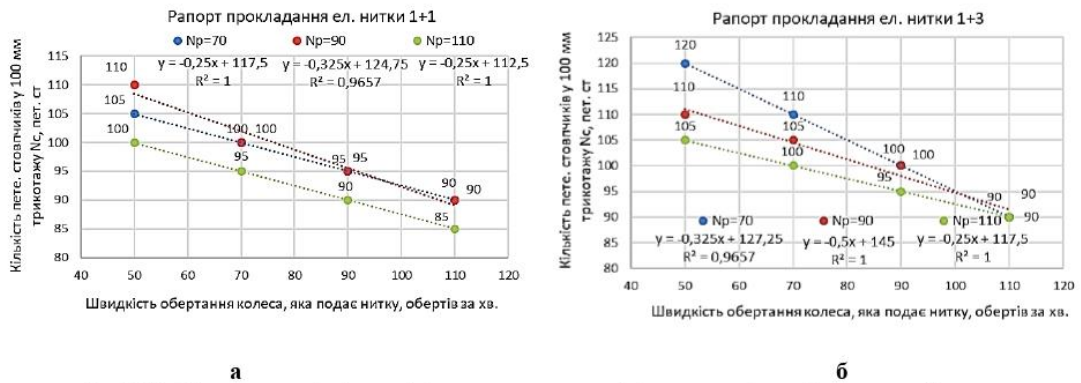 Рапорт прокладання ел. нитки 1+1
Np=70 Np=90 Np=110
y = -0,25x + 117,5 y = -0,325x + 124,75 y = -0,25x + 112,5
R² = 1 R² = 0,9657 R² = 1
Кількість пете. стовпчиків у 100 мм
трикотажу Nc, пет. ст
115
110
105
100
95
90
85
80
110
105
100
100 100
95
95 95
90
90 90
85
40 50 60 70 80 90 100 110 120
Швидкість обертання колеса, яка подає нитку, обертів за хв.
а
Рапорт прокладання ел. нитки 1+3
Кількість пете. стовпчиків у 100 мм
трикотажу Nc, пет. ст
125
120
115
110
105
100
95
90
85
80
120
110
105
110
105
100
100 100
95
90 90
90
Np=70 Np=90 Np=110
y = -0,325x + 127,25 y = -0,5x + 145 y = -0,25x + 117,5
R² = 0,9657 R² = 1 R² = 1
40 50 60 70 80 90 100 110 120
Швидкість обертання колеса, яка подає нитку, обертів за хв.
б